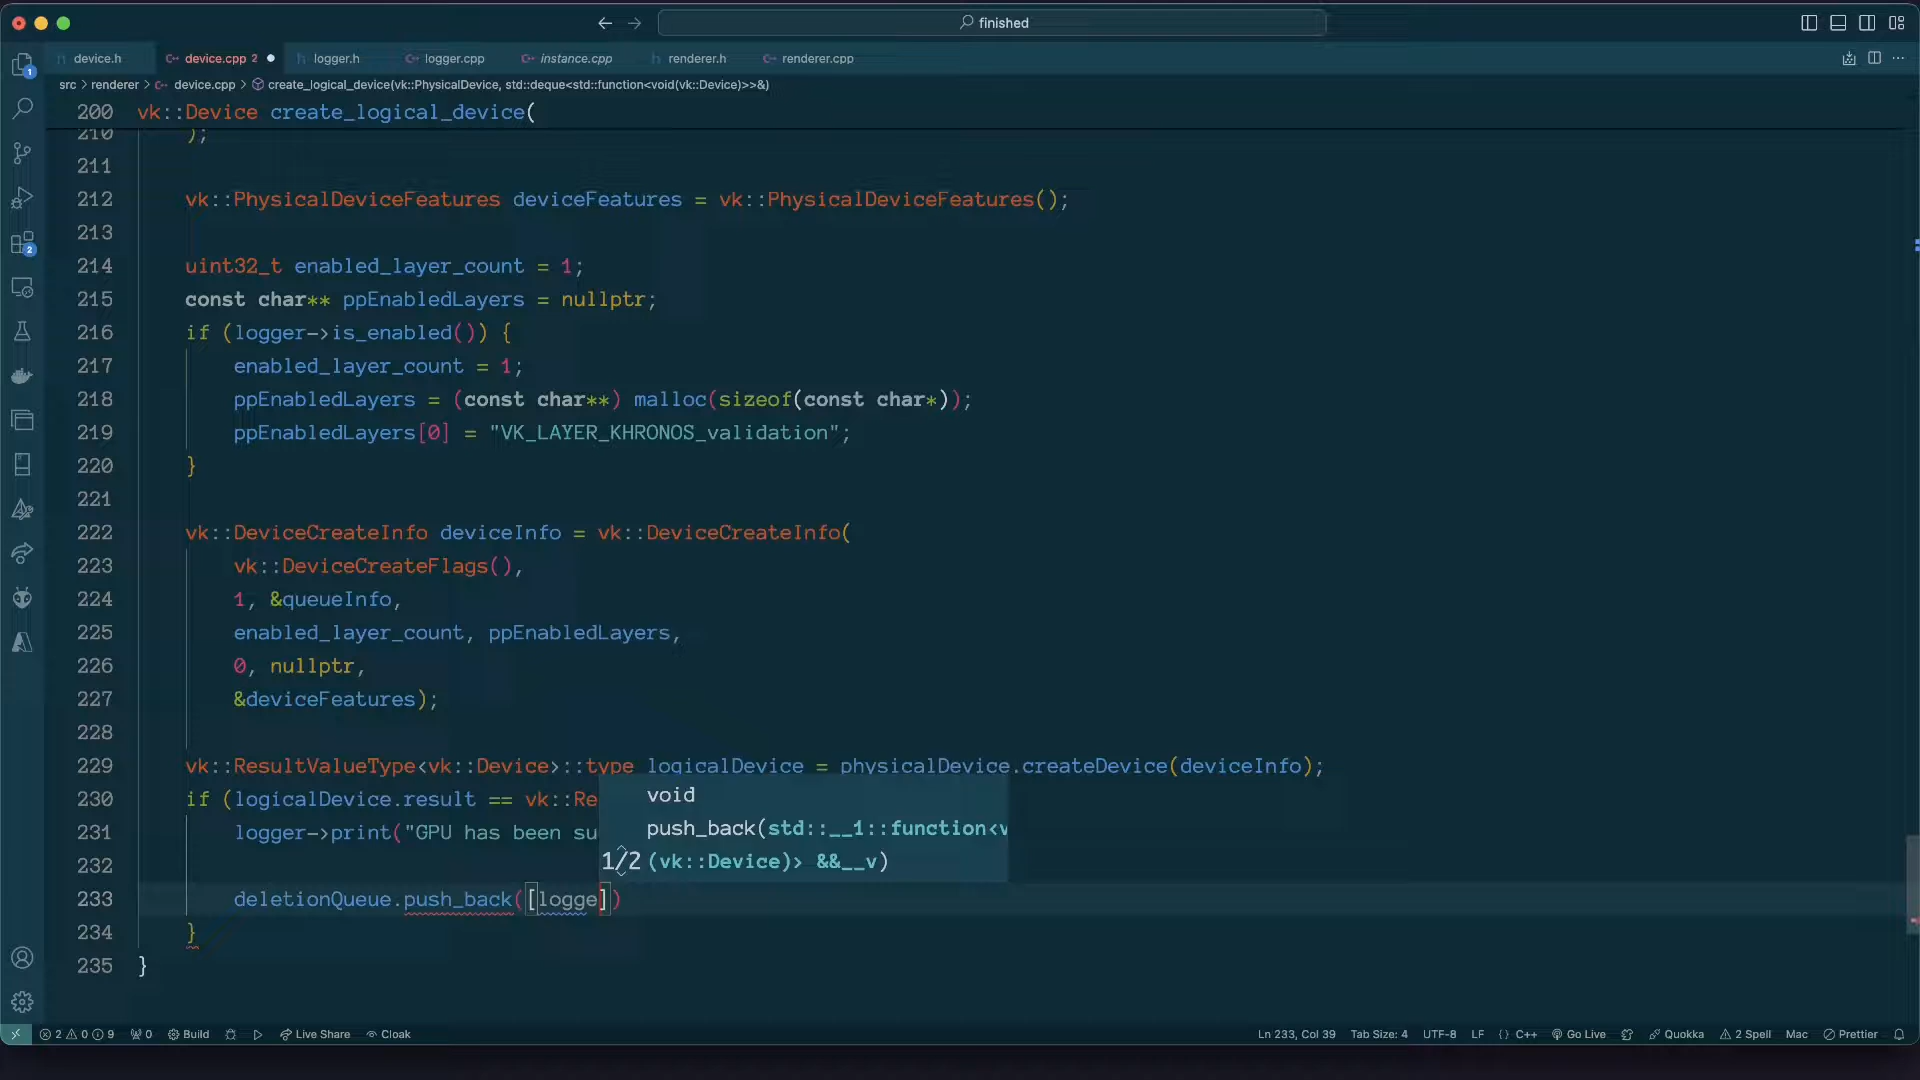 finished
device.h
device.cpp 2
logger.h
logger.cpp
instance.cpp
renderer.h
renderer.cpp
src > renderer > device.cpp > create_logical_device(vk::PhysicalDevice, std::deque<std::function<void(vk::Device)>>&)
200 vk::Device create_logical_device(
210 );
211
212 vk::PhysicalDeviceFeatures deviceFeatures = vk::PhysicalDeviceFeatures();
213
214 uint32_t enabled_layer_count = 1;
215 const char** ppEnabledLayers = nullptr;
216 if (logger->is_enabled()) {
217 enabled_layer_count = 1;
218 ppEnabledLayers = (const char**) malloc(sizeof(const char*));
219 ppEnabledLayers[0] = "VK_LAYER_KHRONOS_validation";
220 }
221
222 vk::DeviceCreateInfo deviceInfo = vk::DeviceCreateInfo(
223 vk::DeviceCreateFlags(),
224 1, &queueInfo,
225 enabled_layer_count, ppEnabledLayers,
226 0, nullptr,
227 &deviceFeatures);
228
229 vk::ResultValueType<vk::Device>::type logicalDevice = physicalDevice.createDevice(deviceInfo);
230 if (logicalDevice.result == vk::Re
231 logger->print("GPU has been su
232
233 deletionQueue.push_back([logge])
234 }
235 }
void
push_back(std::__1::function<v
1/2 (vk::Device)> &&__v)
1
2
2 0 9 0 Build Live Share Cloak
Ln 233, Col 39 Tab Size: 4 UTF-8 LF {} C++ Go Live Quokka 2 Spell Mac Prettier